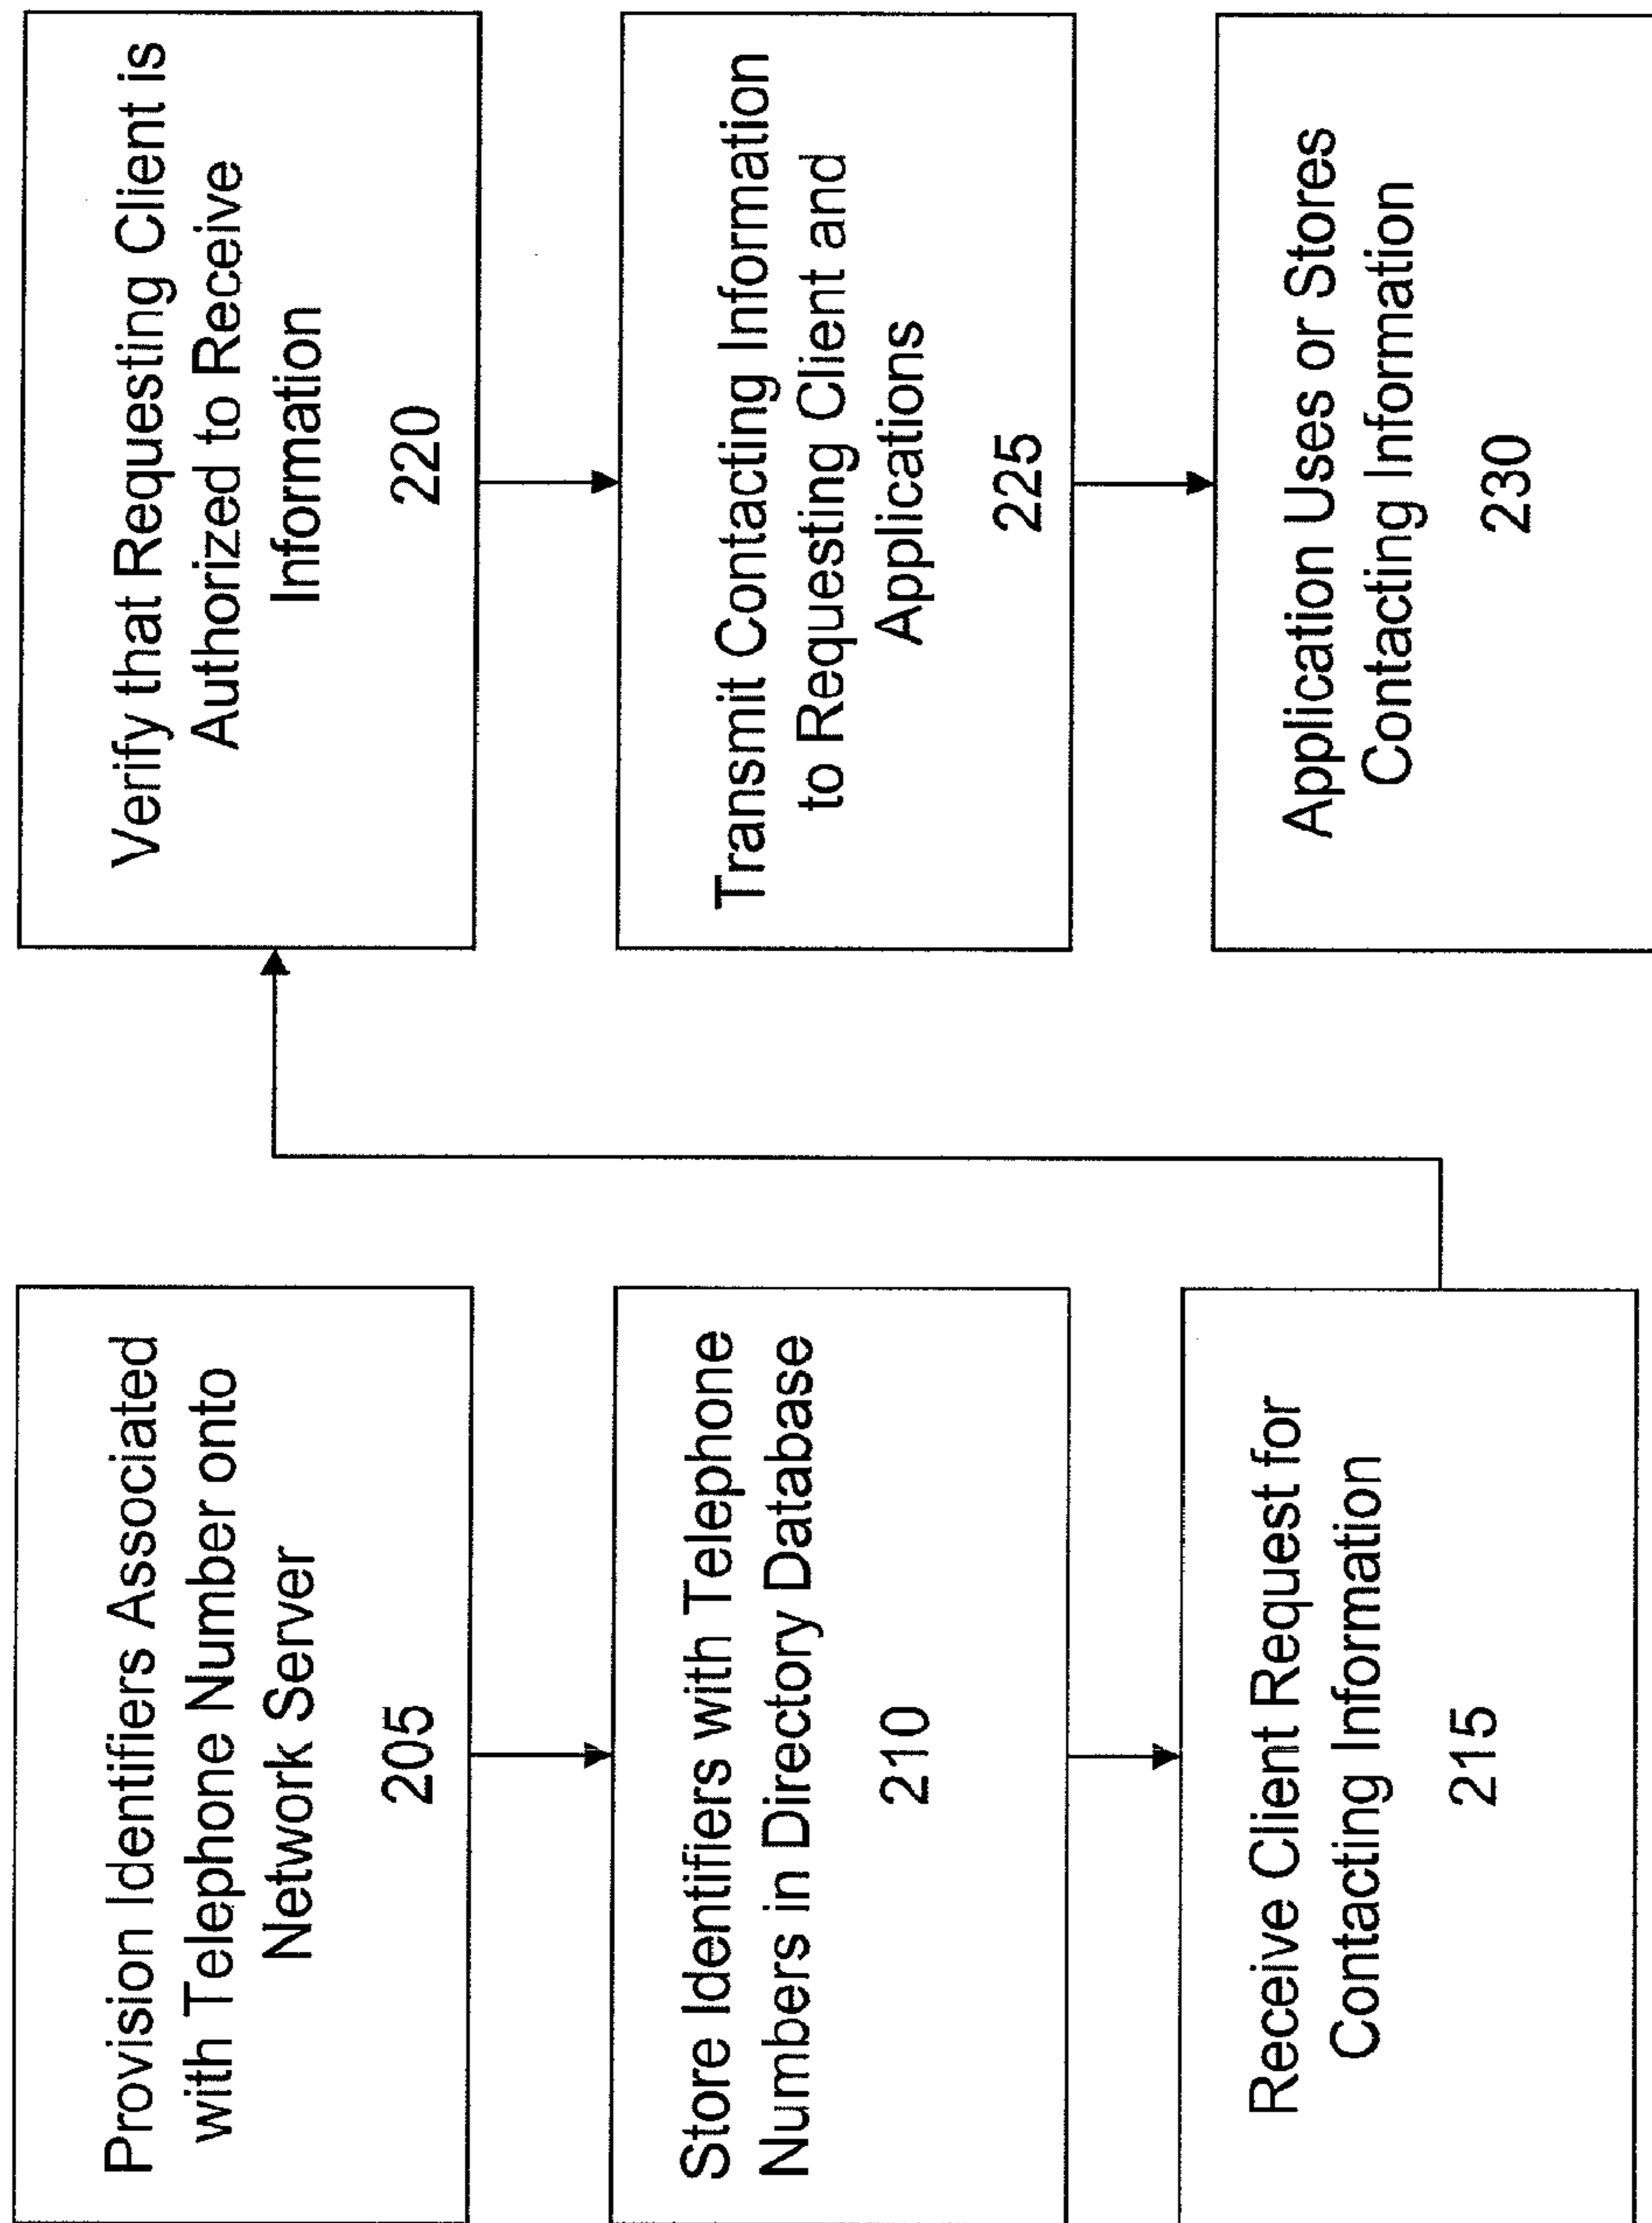 Provision Identifiers Associated
with Telephone Number onto
Network Server
205
Store Identifiers with Telephone
Numbers in Directory Database
210
Receive Client Request for
Contacting Information
215
Verify that Requesting Client is
Authorized to Receive
Information
220
Transmit Contacting Information
to Requesting Client and
Applications
225
Application Uses or Stores
Contacting Information
230